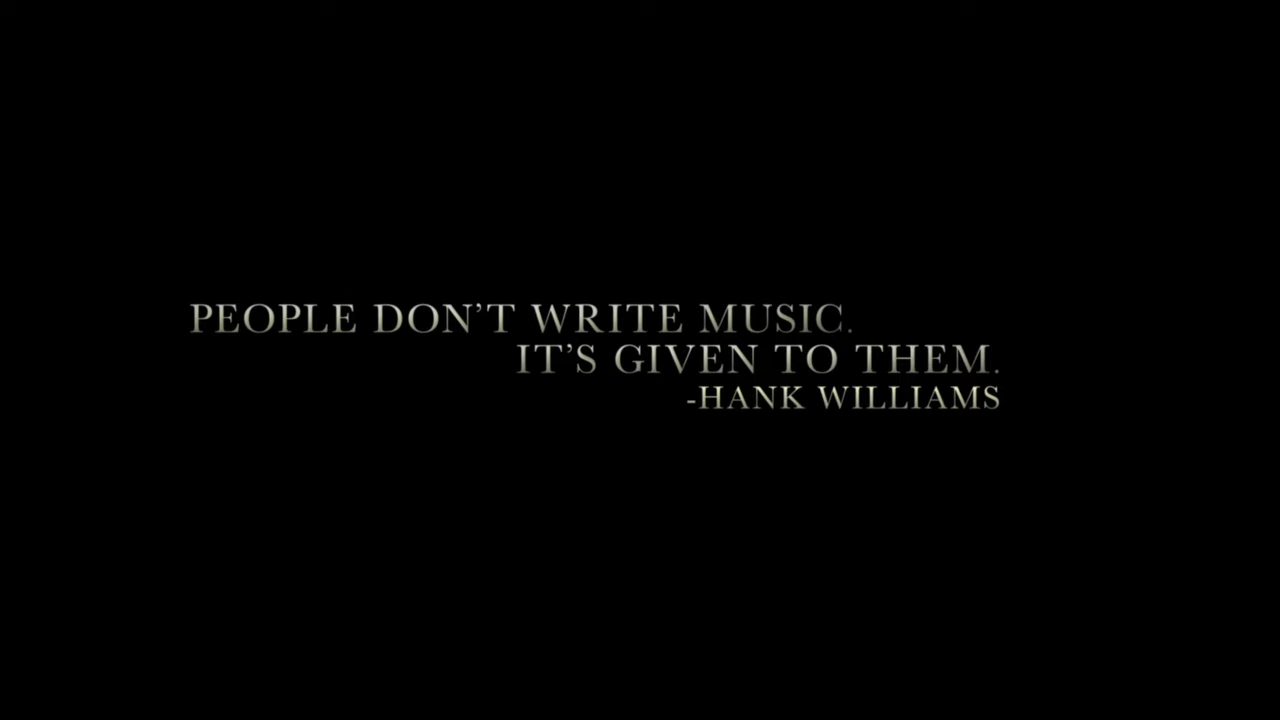 PEOPLE DON'T WRITE MUSIC.
IT'S GIVEN TO THEM.
-HANK WILLIAMS